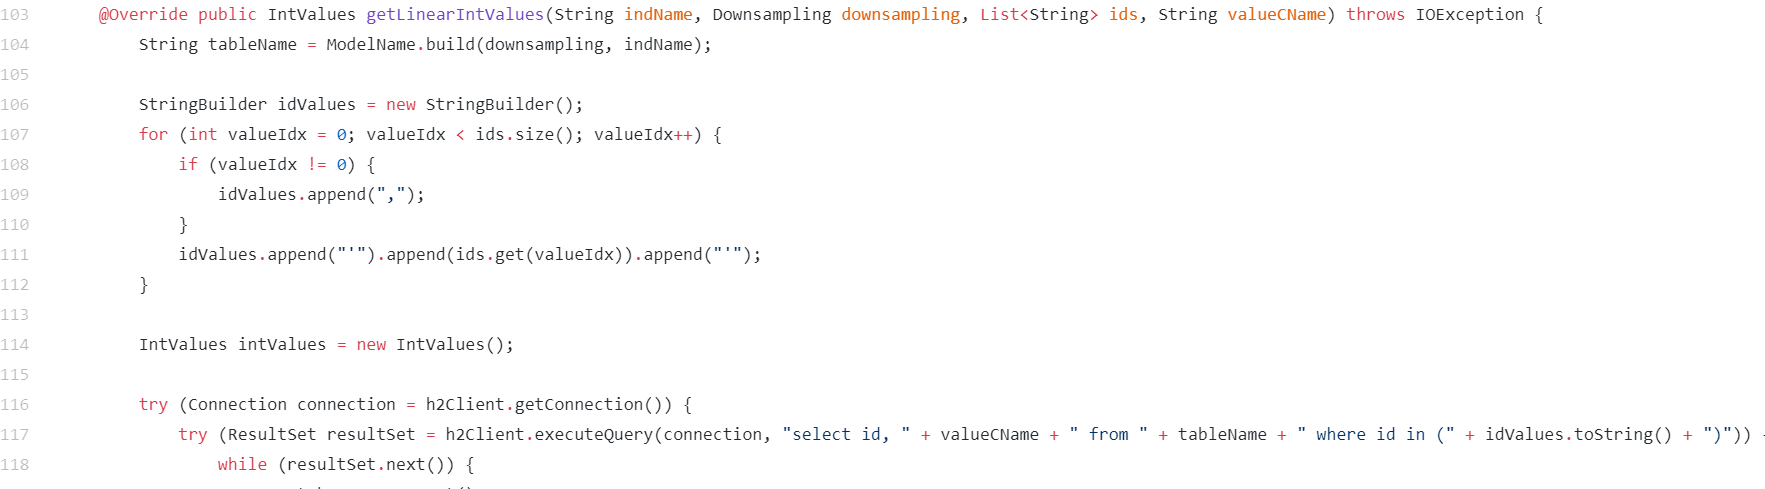 103 @Override public IntValues getLinearIntValues(String indName, Downsampling downsampling, List<String> ids, String valueCName) throws IOException {
104 String tableName = ModelName.build(downsampling, indName);
105
106 StringBuilder idValues = new StringBuilder();
107 for (int valueIdx = 0; valueIdx < ids.size(); valueIdx++) {
108 if (valueIdx != 0) {
109 idValues.append(",");
110 }
111 idValues.append("'").append(ids.get(valueIdx)).append("'");
112 }
113
114 IntValues intValues = new IntValues();
115
116 try (Connection connection = h2Client.getConnection()) {
117 try (ResultSet resultSet = h2Client.executeQuery(connection, "select id, " + valueCName + " from " + tableName + " where id in (" + idValues.toString() + ")"))
118 while (resultSet.next()) {